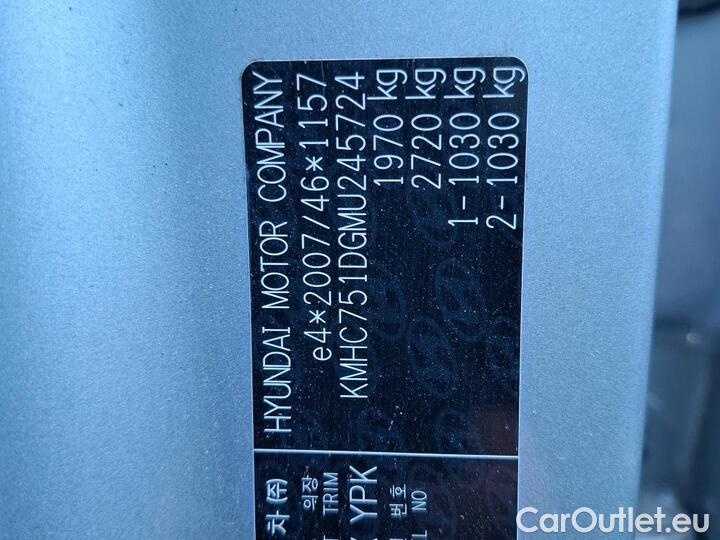 HYUNDAI MOTOR COMPANY
e4*2007/46*1157
KMHC751DGMU245724
1970 kg
2720 kg
1-1030 kg
2-1030 kg
차(주)
의장
TRIM
YPK
번호
NO
CarOutlet.eu